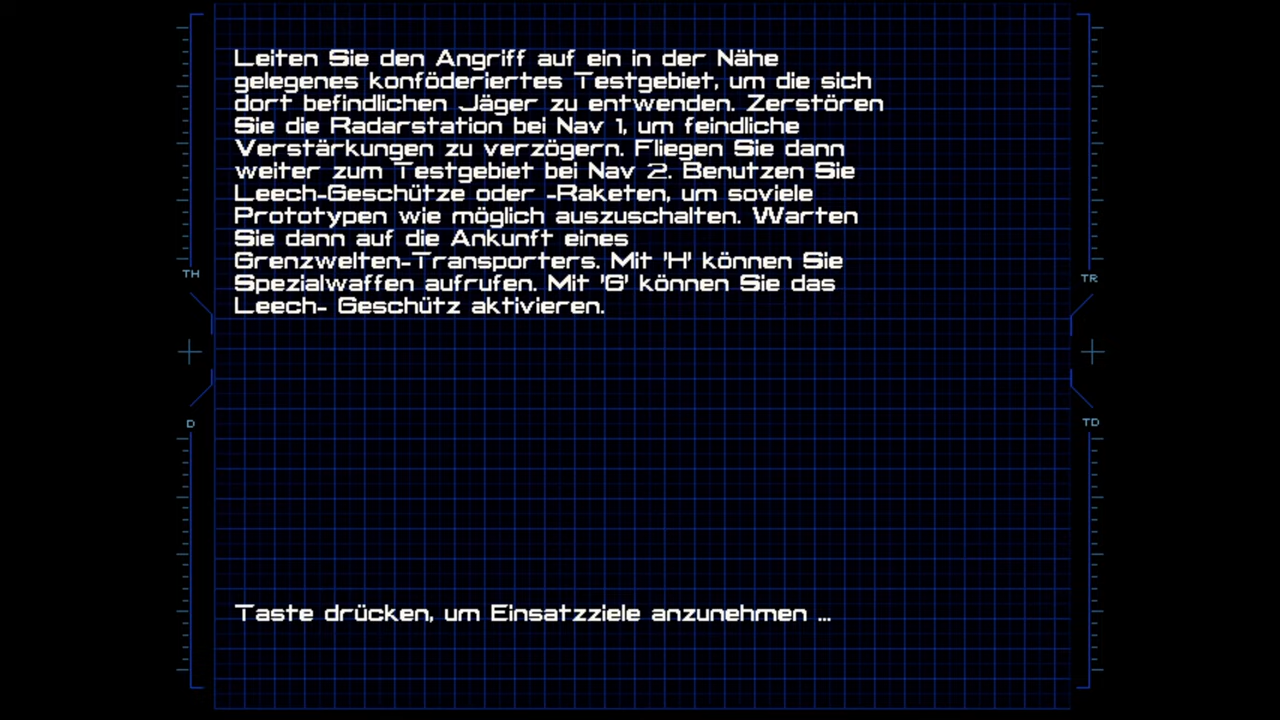 Leiten Sie den Angriff auf ein in der Nähe
gelegenes konföderiertes Testgebiet, um die sich
dort befindlichen Jäger zu entwenden. Zerstören
Sie die Radarstation bei Nav 1, um feindliche
Verstärkungen zu verzögern. Fliegen Sie dann
weiter zum Testgebiet bei Nav 2. Benutzen Sie
Leech-Geschütze oder -Raketen, um soviele
Prototypen wie möglich auszuschalten. Warten
Sie dann auf die Ankunft eines
Grenzwelten-Transporters. Mit 'H' können Sie
Spezialwaffen aufrufen. Mit 'G' können Sie das
Leech- Geschütz aktivieren.
TH
TR
D
TD
Taste drücken, um Einsatzziele anzunehmen ...